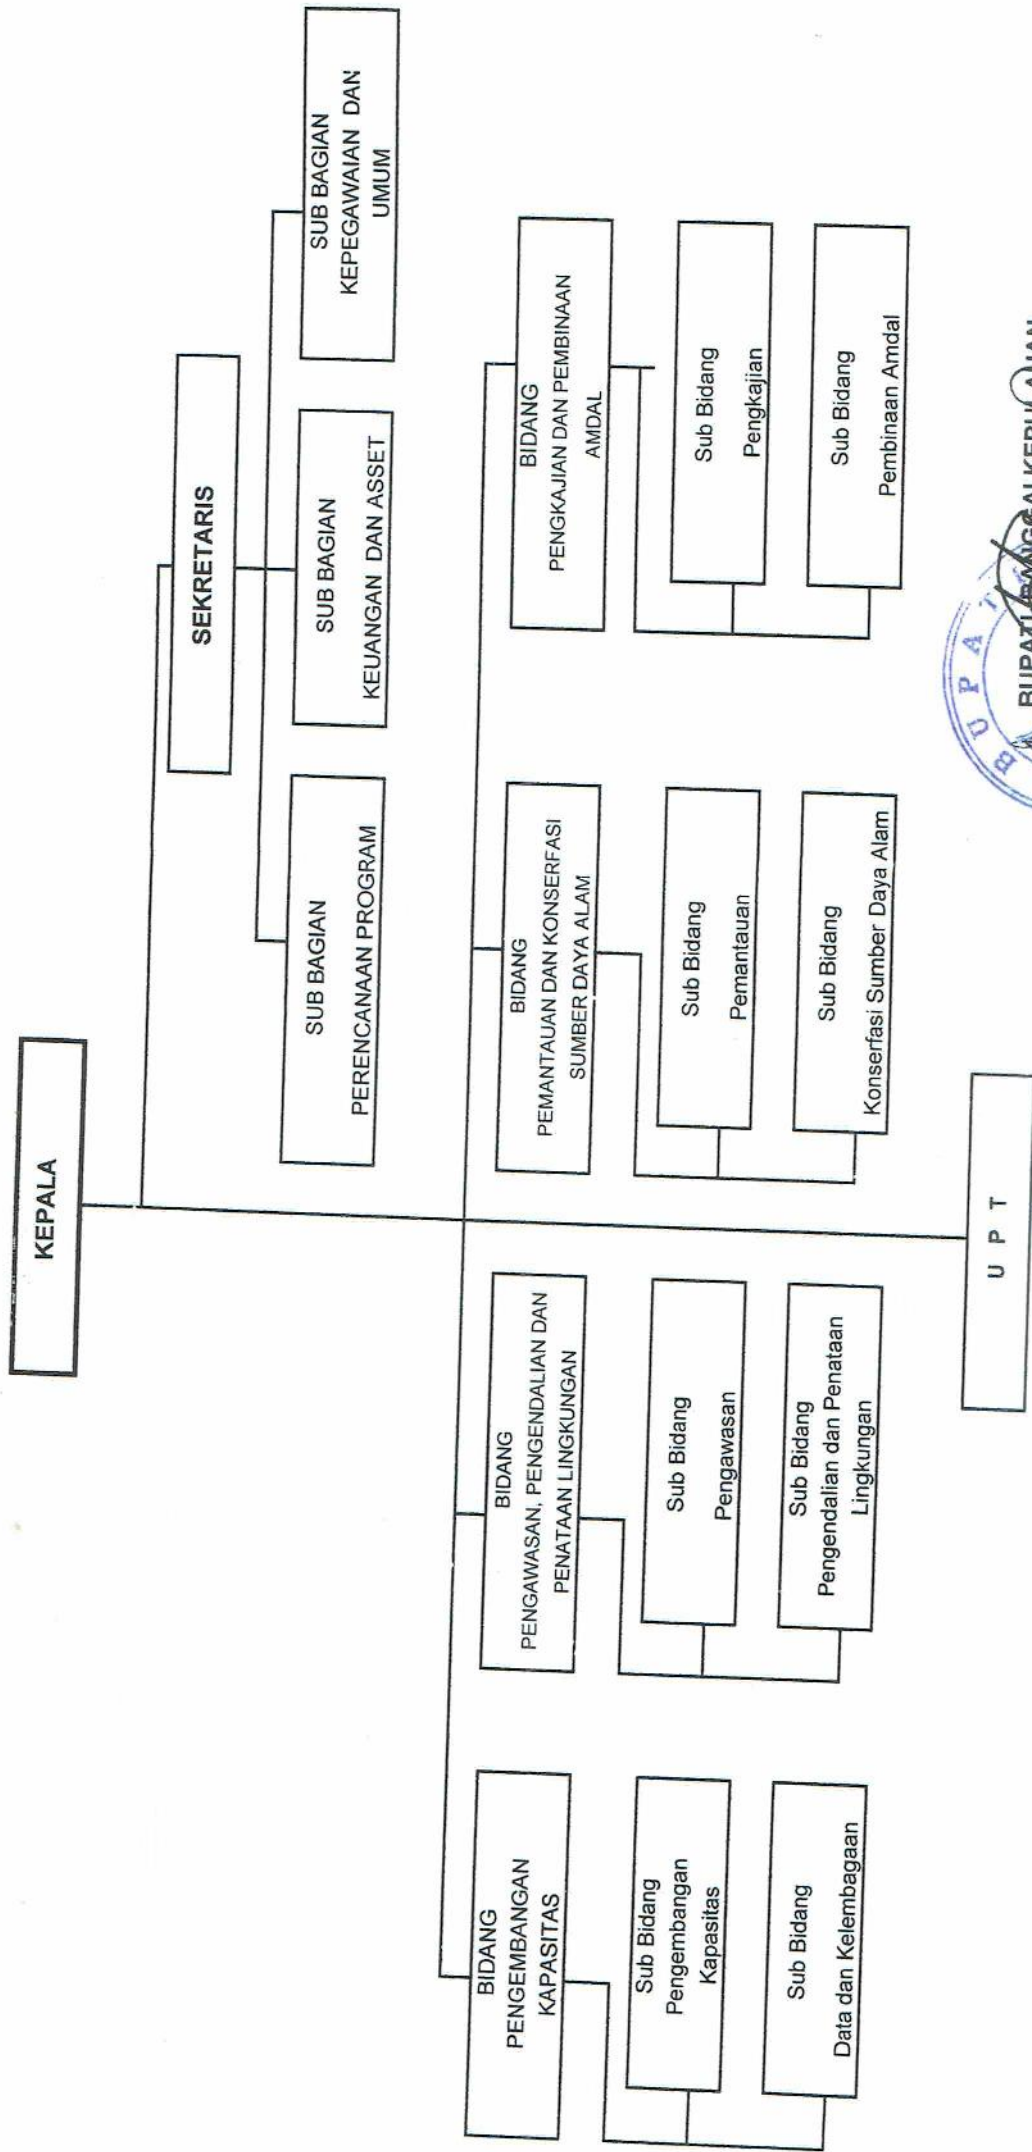 KEPALA
SEKRETARIS
SUB BAGIAN
PERENCANAAN PROGRAM
SUB BAGIAN
KEUANGAN DAN ASSET
SUB BAGIAN
KEPEGAWAIAN DAN
UMUM
BIDANG
PENGEMBANGAN
KAPASITAS
Sub Bidang
Pengembangan
Kapasitas
Sub Bidang
Data dan Kelembagaan
BIDANG
PENGAWASAN, PENGENDALIAN DAN
PENATAAN LINGKUNGAN
Sub Bidang
Pengawasan
Sub Bidang
Pengendalian dan Penataan
Lingkungan
BIDANG
PEMANTAUAN DAN KONSERFASI
SUMBER DAYA ALAM
Sub Bidang
Pemantauan
Sub Bidang
Konserfasi Sumber Daya Alam
BIDANG
PENGKAJIAN DAN PEMBINAAN
AMDAL
Sub Bidang
Pengkajian
Sub Bidang
Pembinaan Amdal
U P T
BUPAT
BUPATI BANGGAI KEPULAUAN